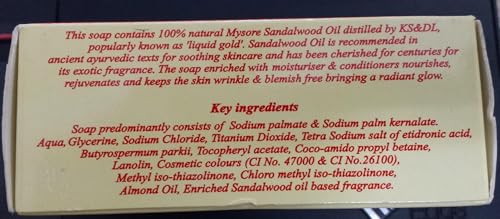 This soap contains 100% natural Mysore Sandalwood Oil distilled by KS&DL,
popularly known as 'liquid gold'. Sandalwood Oil is recommended in
ancient ayurvedic texts for soothing skincare and has been cherished for centuries for
its exotic fragrance. The soap enriched with moisturiser & conditioners nourishes,
rejuvenates and keeps the skin wrinkle & blemish free bringing a radiant glow.
Key ingredients
Soap predominantly consists of Sodium palmate & Sodium palm kernalate.
Aqua, Glycerine, Sodium Chloride, Titanium Dioxide, Tetra Sodium salt of etidronic acid,
Butyrospermum parkii, Tocopheryl acetate, Coco-amido propyl betaine,
Lanolin, Cosmetic colours (CI No. 47000 & CI No.26100),
Methyl iso-thiazolinone, Chloro methyl iso-thiazolinone,
Almond Oil, Enriched Sandalwood oil based fragrance.